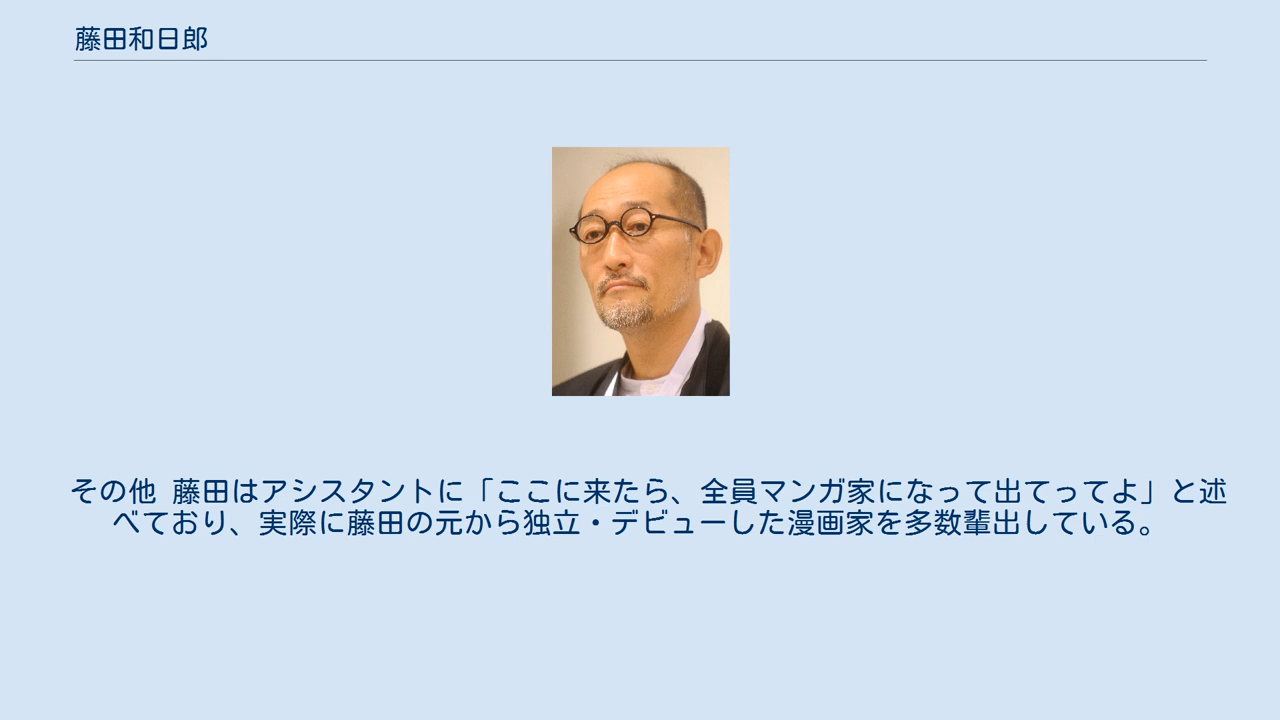 藤田和日郎
その他 藤田はアシスタントに「ここに来たら、全員マンガ家になって出てってよ」と述
べており、実際に藤田の元から独立・デビューした漫画家を多数輩出している。